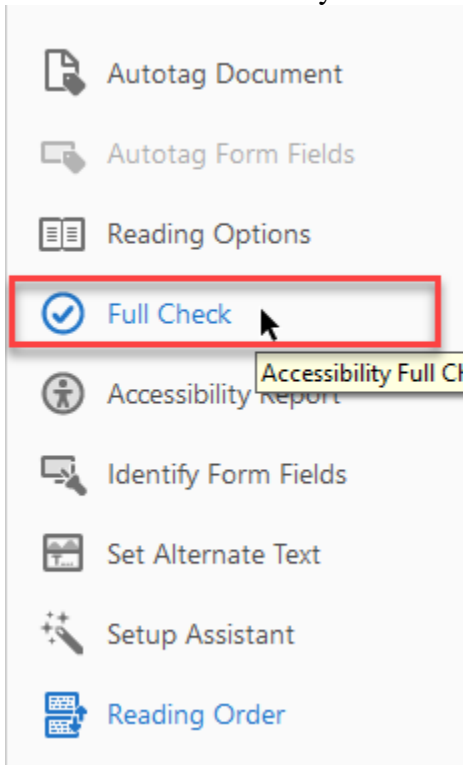 Autotag Document
Autotag Form Fields
Reading Options
Full Check
Accessibility Full Ch
Accessibility Report
Identify Form Fields
Set Alternate Text
Setup Assistant
Reading Order